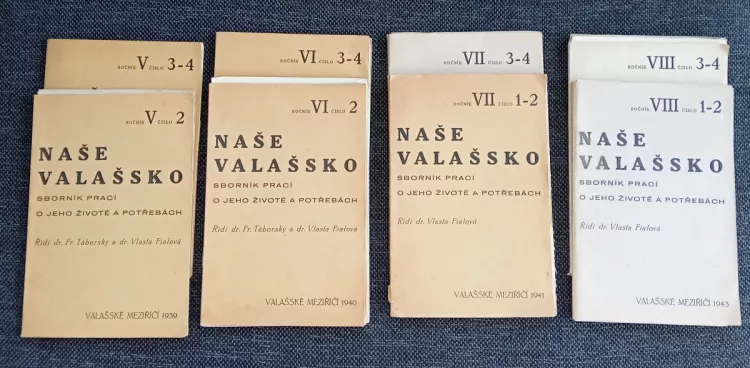 ROČNÍK V ČÍSLO 3-4
ROČNÍK V ČÍSLO 2
NAŠE
VALAŠSKO
SBORNÍK PRACÍ
O JEHO ŽIVOTĚ A POTŘEBÁCH
Řídí dr. Fr. Táborský a dr. Vlasta Fialová
VALAŠSKÉ MEZIŘÍČÍ 1939
ROČNÍK VI ČÍSLO 3-4
ROČNÍK VI ČÍSLO 2
NAŠE
VALAŠSKO
SBORNÍK PRACÍ
O JEHO ŽIVOTĚ A POTŘEBÁCH
Řídí dr. Fr. Táborský a dr. Vlasta Fialová
VALAŠSKÉ MEZIŘÍČÍ 1940
ROČNÍK VII ČÍSLO 3-4
ROČNÍK VII ČÍSLO 1-2
NAŠE
VALAŠSKO
SBORNÍK PRACÍ
O JEHO ŽIVOTĚ A POTŘEBÁCH
Řídí dr. Vlasta Fialová
VALAŠSKÉ MEZIŘÍČÍ 1941
ROČNÍK VIII ČÍSLO 3-4
ROČNÍK VIII ČÍSLO 1-2
NAŠE
VALAŠSKO
SBORNÍK PRACÍ
O JEHO ŽIVOTĚ A POTŘEBÁCH
Řídí dr. Vlasta Fialová
VALAŠSKÉ MEZIŘÍČÍ 1943